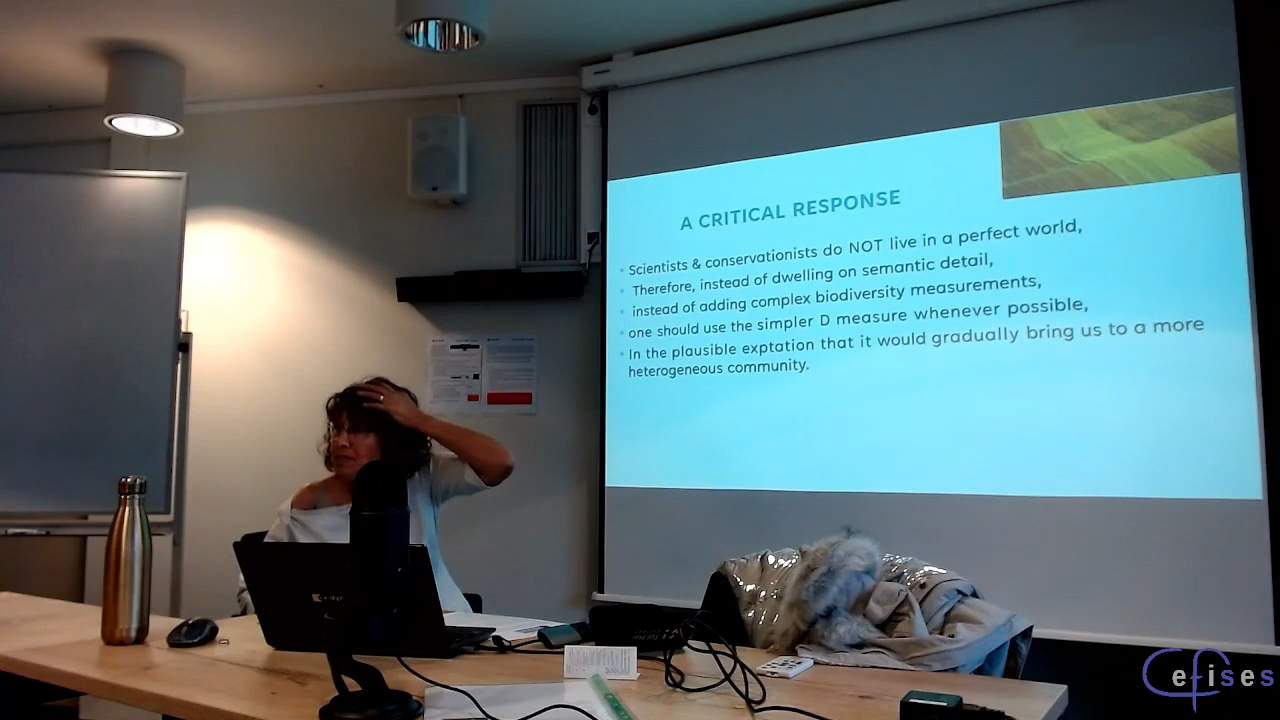 A CRITICAL RESPONSE
Scientists & conservationists do NOT live in a perfect world,
Therefore, instead of dwelling on semantic detail,
instead of adding complex biodiversity measurements,
one should use the simpler D measure whenever possible,
In the plausible exptation that it would gradually bring us to a more
heterogeneous community.
Cefises